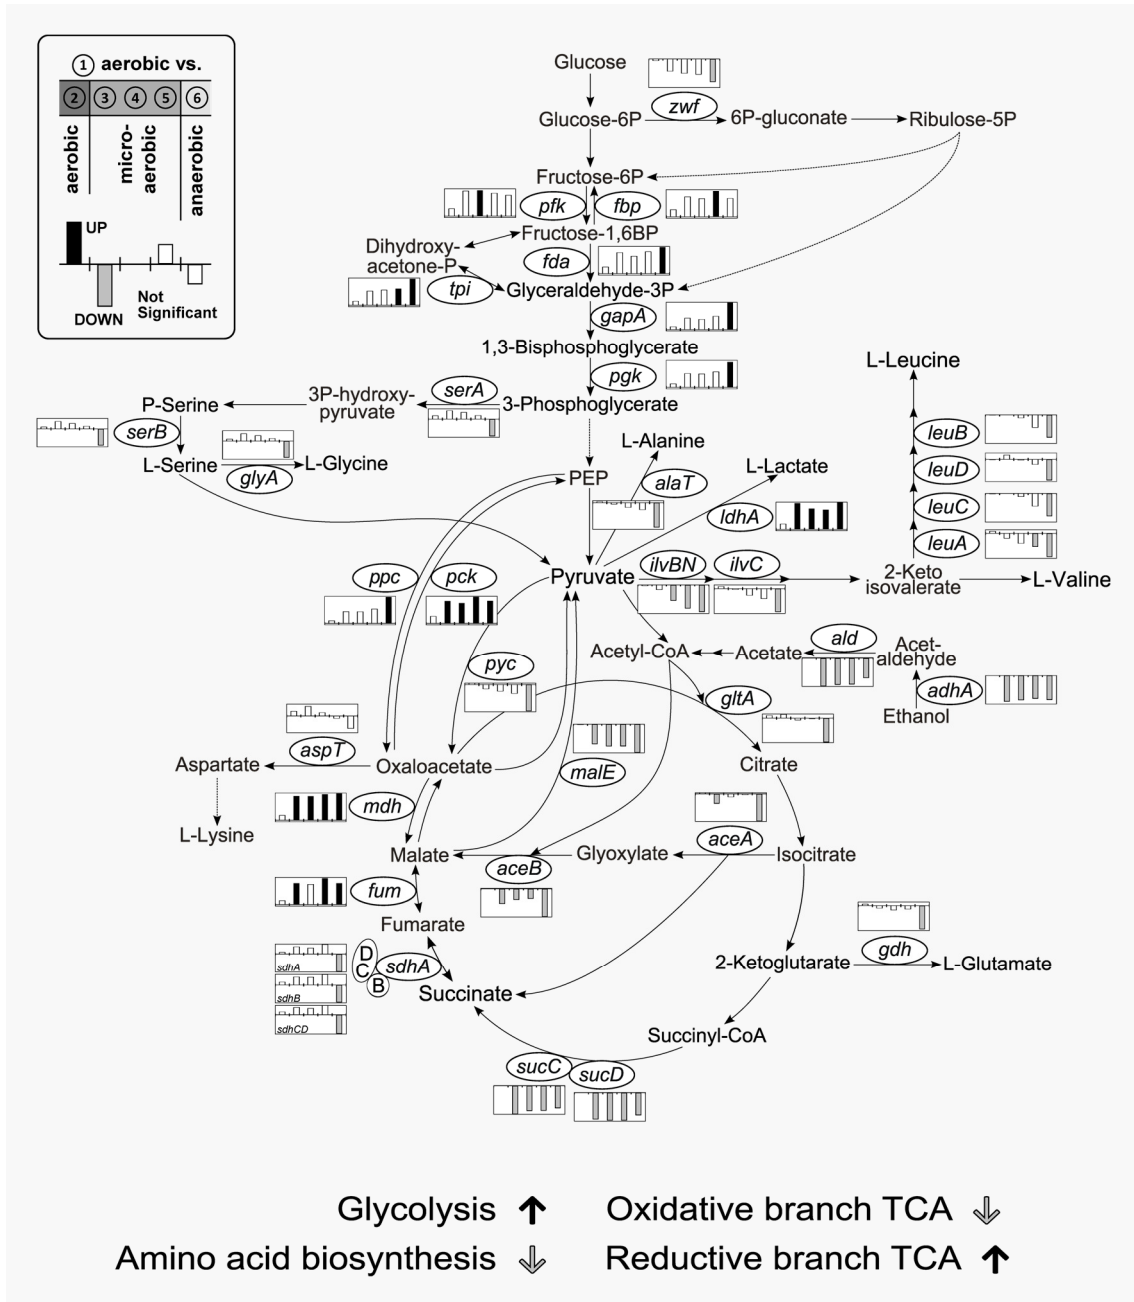 ① aerobic vs.
② ③ ④ ⑤ ⑥
aerobic
micro-
aerobic
anaerobic
UP
DOWN
Not
Significant
Glucose
zwf
Glucose-6P
6P-gluconate
Ribulose-5P
Fructose-6P
pfk
fbp
Fructose-1,6BP
Dihydroxy-
acetone-P
fda
tpi
Glyceraldehyde-3P
gapA
1,3-Bisphosphoglycerate
pgk
L-Leucine
3P-hydroxy-
pyruvate
serA
3-Phosphoglycerate
P-Serine
serB
L-Serine
glyA
L-Glycine
L-Alanine
PEP
alaT
L-Lactate
ldhA
leuB
leuD
leuC
leuA
ppc
pck
Pyruvate
ilvBN
ilvC
2-Keto
isovalerate
L-Valine
Acetyl-CoA
Acetate
ald
Acet-
aldehyde
adhA
Ethanol
pyc
gltA
aspT
Aspartate
Oxaloacetate
malE
Citrate
L-Lysine
mdh
Malate
aceB
Glyoxylate
aceA
Isocitrate
fum
Fumarate
sdhA
sdhB
sdhCD
D
C
B
sdhA
Succinate
2-Ketoglutarate
gdh
L-Glutamate
Succinyl-CoA
sucC
sucD
Glycolysis
Oxidative branch TCA
Amino acid biosynthesis
Reductive branch TCA